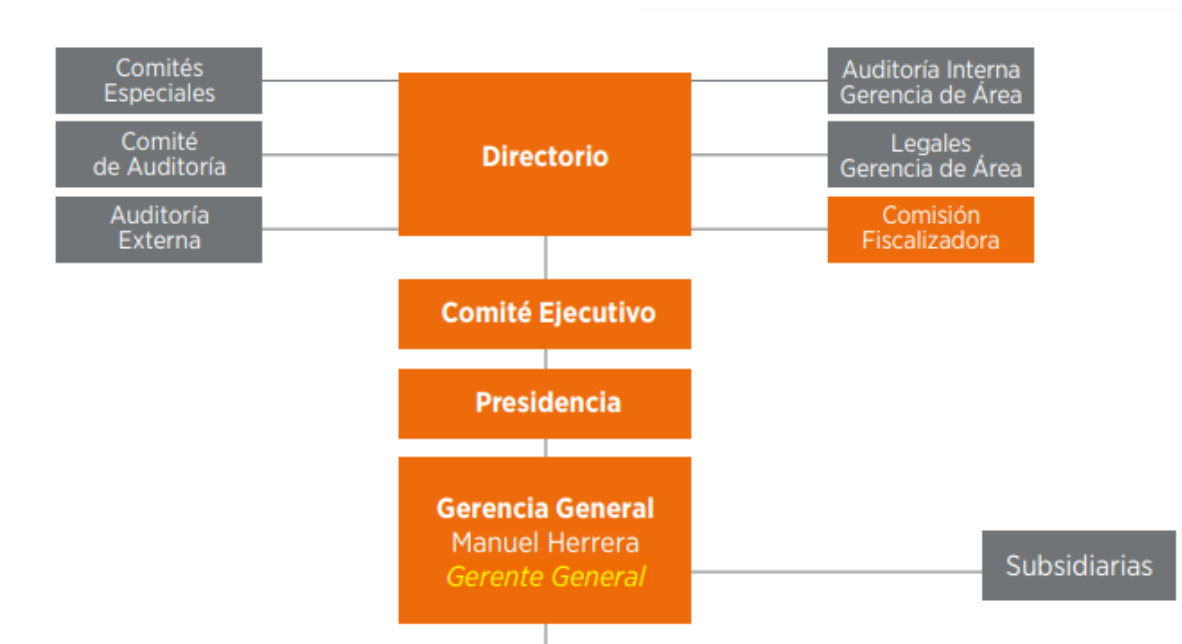 Comités
Especiales
Comité
de Auditoría
Auditoría
Externa
Directorio
Auditoría Interna
Gerencia de Área
Legales
Gerencia de Área
Comisión
Fiscalizadora
Comité Ejecutivo
Presidencia
Gerencia General
Manuel Herrera
Gerente General
Subsidiarias